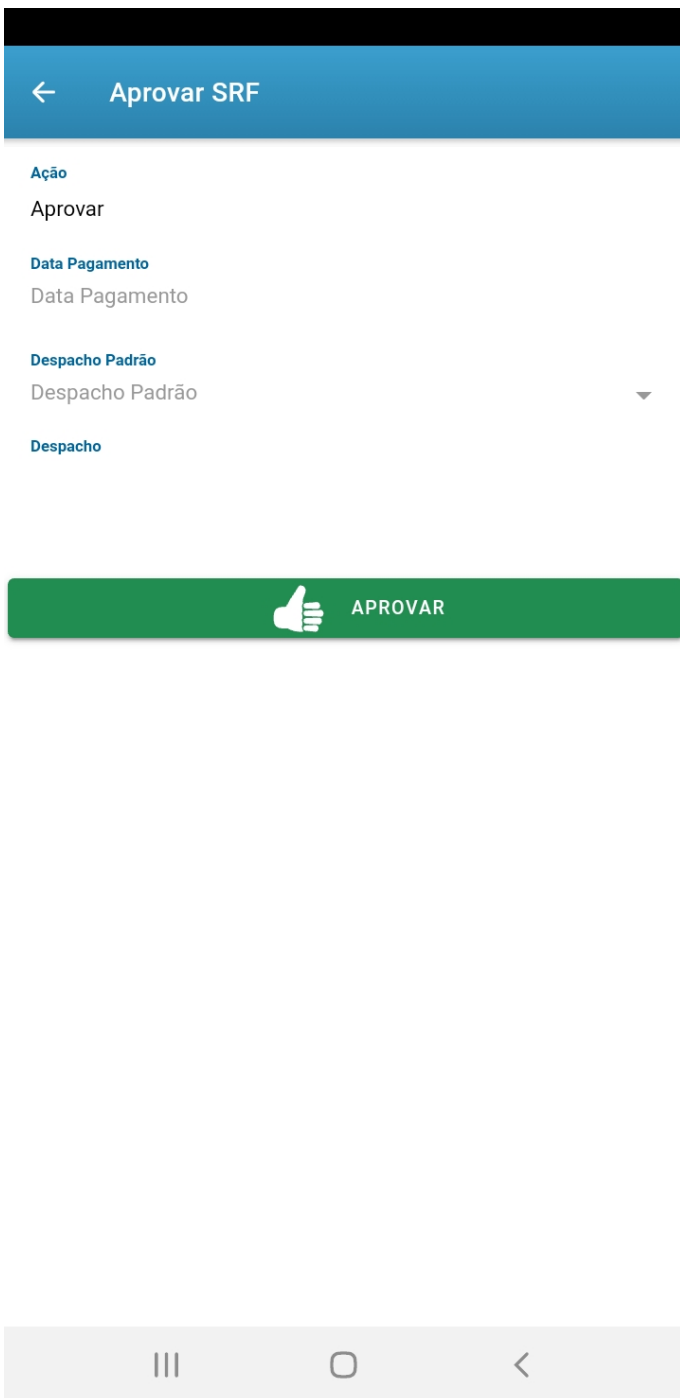 Aprovar SRF
Ação
Aprovar
Data Pagamento
Data Pagamento
Despacho Padrão
Despacho Padrão
Despacho
APROVAR